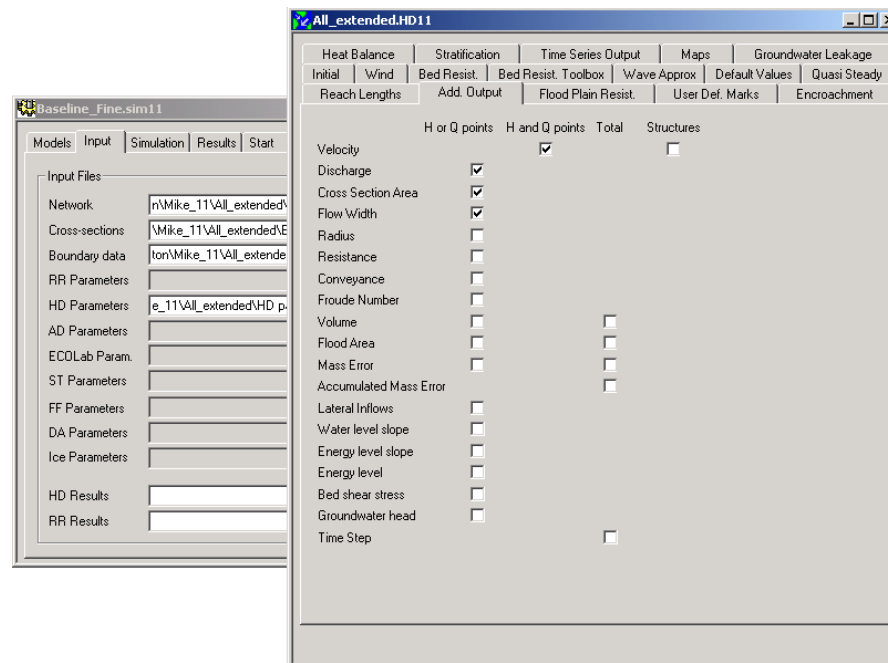 All_extended.HD11
Heat Balance Stratification Time Series Output Maps Groundwater Leakage
Initial Wind Bed Resist. Bed Resist. Toolbox Wave Approx Default Values Quasi Steady
Reach Lengths Add. Output Flood Plain Resist. User Def. Marks Encroachment
H or Q points H and Q points Total Structures
Velocity
Discharge
Cross Section Area
Flow Width
Radius
Resistance
Conveyance
Froude Number
Volume
Flood Area
Mass Error
Accumulated Mass Error
Lateral Inflows
Water level slope
Energy level slope
Energy level
Bed shear stress
Groundwater head
Time Step
Baseline_Fine.sim11
Models Input Simulation Results Start
Input Files
Network n\Mike_11\All_extended\
Cross-sections \Mike_11\All_extended\
Boundary data ton\Mike_11\All_extende
RR Parameters
HD Parameters e_11\All_extended\HD
AD Parameters
ECOLab Param.
ST Parameters
FF Parameters
DA Parameters
Ice Parameters
HD Results
RR Results